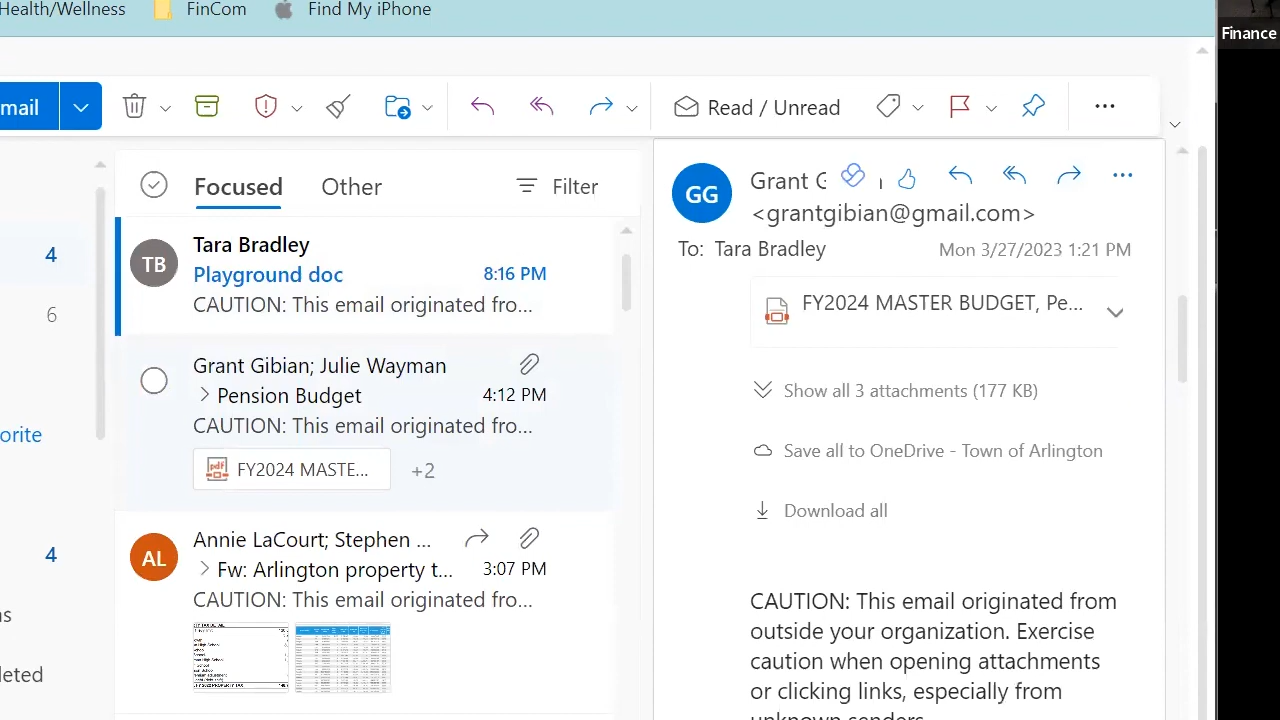 Health/Wellness FinCom Find My iPhone
Finance
mail Read / Unread
Focused Other Filter
4
6
orite
4
as
leted
Tara Bradley
Playground doc 8:16 PM
CAUTION: This email originated fro...
Grant Gibian; Julie Wayman
Pension Budget 4:12 PM
CAUTION: This email originated fro...
FY2024 MASTE... +2
AL Annie LaCourt; Stephen ...
Fw: Arlington property t... 3:07 PM
CAUTION: This email originated fro...
TB
GG Grant G
<grantgibian@gmail.com>
To: Tara Bradley Mon 3/27/2023 1:21 PM
FY2024 MASTER BUDGET, Pe...
Show all 3 attachments (177 KB)
Save all to OneDrive - Town of Arlington
Download all
CAUTION: This email originated from
outside your organization. Exercise
caution when opening attachments
or clicking links, especially from
unknown senders